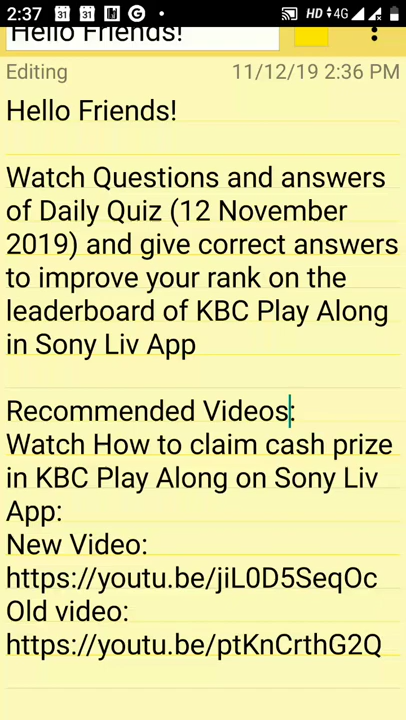 2:37 31 31 G HD 4G
Hello Friends!
Editing 11/12/19 2:36 PM
Hello Friends!
Watch Questions and answers
of Daily Quiz (12 November
2019) and give correct answers
to improve your rank on the
leaderboard of KBC Play Along
in Sony Liv App
Recommended Videos:
Watch How to claim cash prize
in KBC Play Along on Sony Liv
App:
New Video:
https://youtu.be/jiL0D5SeqOc
Old video:
https://youtu.be/ptKnCrthG2Q